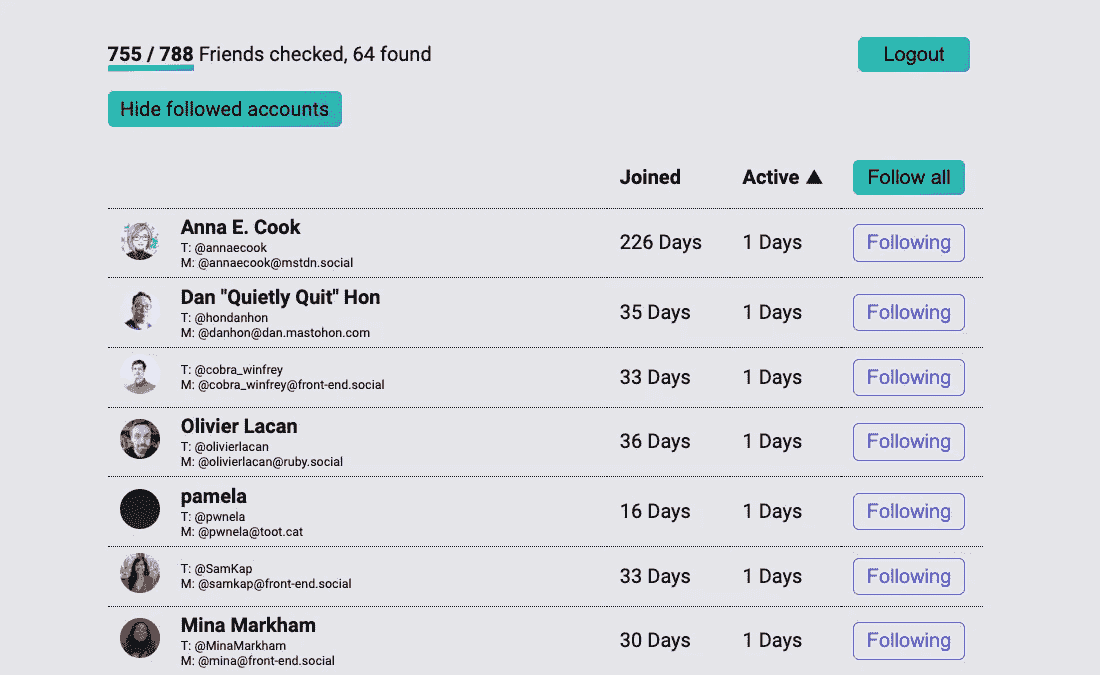 755 / 788 Friends checked, 64 found
Logout
Hide followed accounts
Joined Active ▲ Follow all
Anna E. Cook
T: @annaecook
M: @annaecook@mstdn.social
226 Days 1 Days Following
Dan "Quietly Quit" Hon
T: @hondanhon
M: @danhon@dan.mastohon.com
35 Days 1 Days Following
T: @cobra_winfrey
M: @cobra_winfrey@front-end.social
33 Days 1 Days Following
Olivier Lacan
T: @olivierlacan
M: @olivierlacan@ruby.social
36 Days 1 Days Following
pamela
T: @pwnela
M: @pwnela@toot.cat
16 Days 1 Days Following
T: @SamKap
M: @samkap@front-end.social
33 Days 1 Days Following
Mina Markham
T: @MinaMarkham
M: @mina@front-end.social
30 Days 1 Days Following